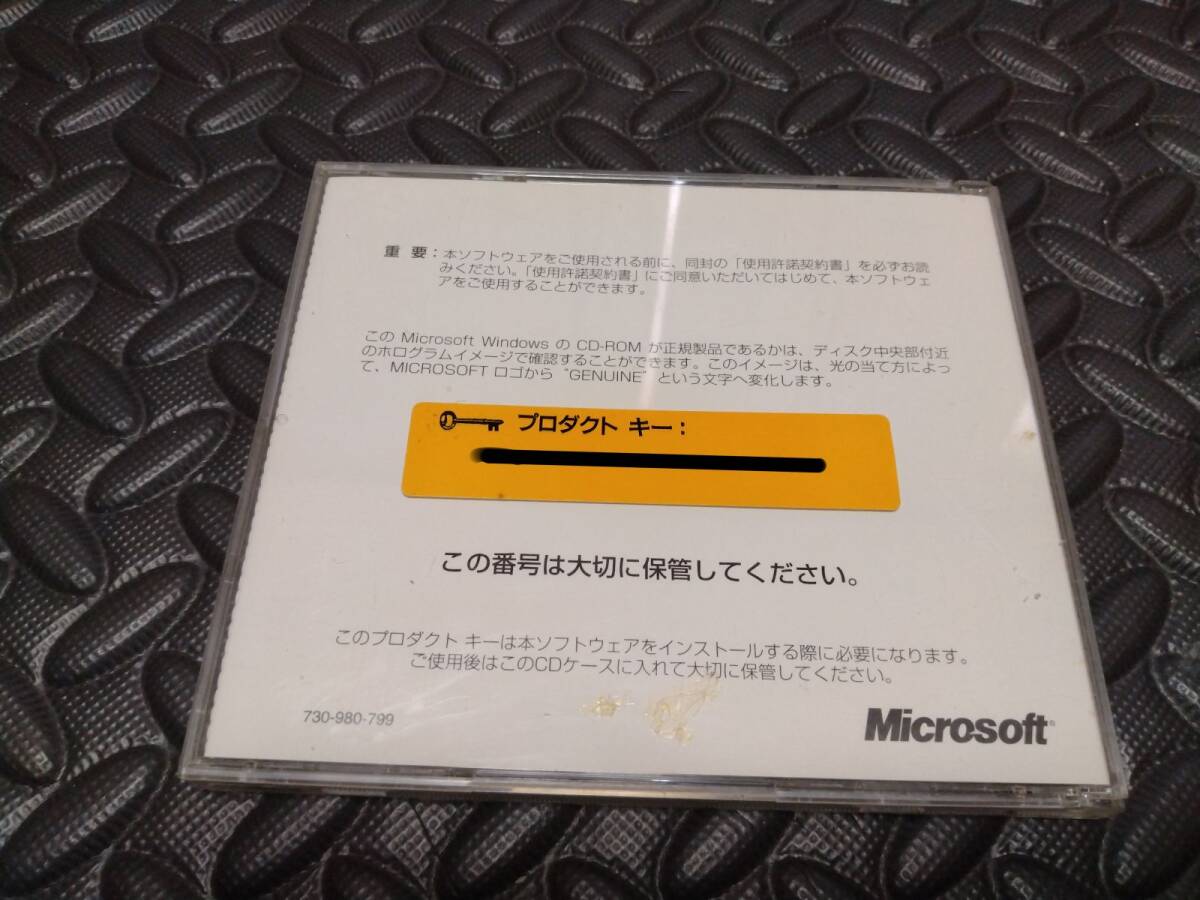 重 要：本ソフトウェアをご使用される前に、同封の「使用許諾契約書」を必ずお読
みください。「使用許諾契約書」にご同意いただいてはじめて、本ソフトウェ
アをご使用することができます。
この Microsoft Windows の CD-ROM が正規製品であるかは、ディスク中央部付近
のホログラムイメージで確認することができます。このイメージは、光の当て方によっ
て、MICROSOFT ロゴから “GENUINE” という文字へ変化します。
プロダクト キー：
この番号は大切に保管してください。
このプロダクト キーは本ソフトウェアをインストールする際に必要になります。
ご使用後はこのCDケースに入れて大切に保管してください。
730-980-799
Microsoft®